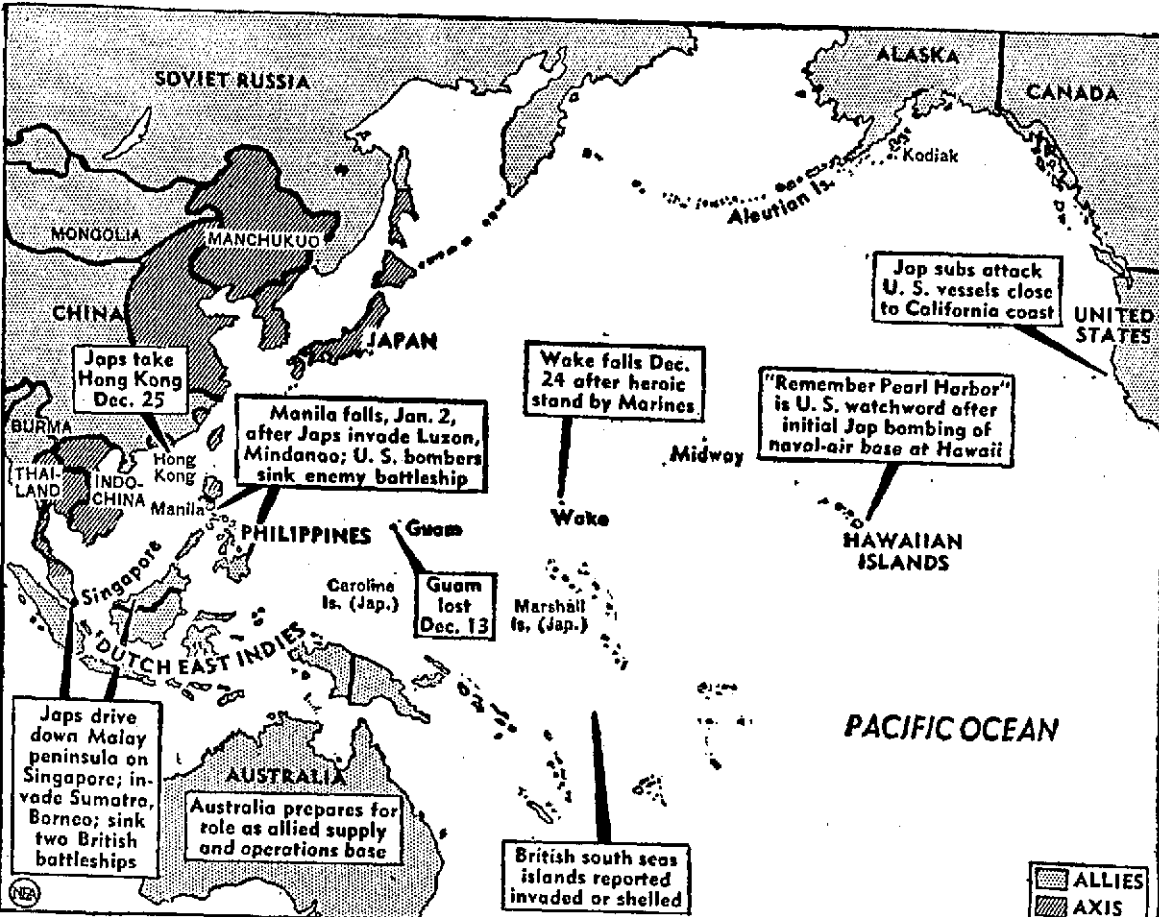 SOVIET RUSSIA
ALASKA
CANADA
Kodiak
Aleutian Is.
MONGOLIA
MANCHUKUO
CHINA
JAPAN
Jap subs attack
U. S. vessels close
to California coast
UNITED
STATES
Japs take
Hong Kong
Dec. 25
Wake falls Dec.
24 after heroic
stand by Marines
"Remember Pearl Harbor"
is U. S. watchword after
initial Jap bombing of
naval-air base at Hawaii
Manila falls, Jan. 2,
after Japs invade Luzon,
Mindanao; U. S. bombers
sink enemy battleship
BURMA
Hong
Kong
THAI-
LAND
INDO-
CHINA
Manila
Midway
PHILIPPINES
Guam
Wake
HAWAIIAN
ISLANDS
Singapore
Caroline
Is. (Jap.)
Guam
lost
Dec. 13
Marshall
Is. (Jap.)
DUTCH EAST INDIES
Japs drive
down Malay
peninsula on
Singapore; in-
vade Sumatra,
Borneo; sink
two British
battleships
PACIFIC OCEAN
AUSTRALIA
Australia prepares for
role as allied supply
and operations base
British south seas
islands reported
invaded or shelled
NEA
ALLIES
AXIS